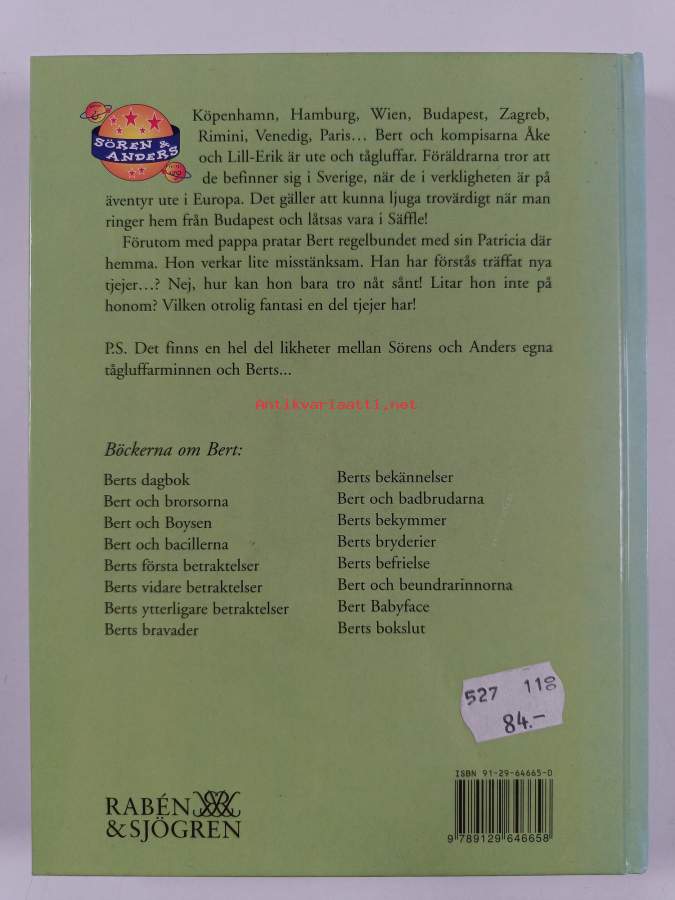 SÖREN &
ANDERS
Köpenhamn, Hamburg, Wien, Budapest, Zagreb,
Rimini, Venedig, Paris... Bert och kompisarna Åke
och Lill-Erik är ute och tågluffar. Föräldrarna tror att
de befinner sig i Sverige, när de i verkligheten är på
äventyr ute i Europa. Det gäller att kunna ljuga trovärdigt när man
ringer hem från Budapest och låtsas vara i Säffle!
Förutom med pappa pratar Bert regelbundet med sin Patricia där
hemma. Hon verkar lite misstänksam. Han har förstås träffat nya
tjejer...? Nej, hur kan hon bara tro nåt sånt! Litar hon inte på
honom? Vilken otrolig fantasi en del tjejer har!
P.S. Det finns en hel del likheter mellan Sörens och Anders egna
tågluffarminnen och Berts...
Antikvariaatti.net
Böckerna om Bert:
Berts dagbok
Bert och brorsorna
Bert och Boysen
Bert och bacillerna
Berts första betraktelser
Berts vidare betraktelser
Berts ytterligare betraktelser
Berts bravader
Berts bekännelser
Bert och badbrudarna
Berts bekymmer
Berts bryderier
Berts befrielse
Bert och beundrarinnorna
Bert Babyface
Berts bokslut
527 118
84.-
ISBN 91-29-64665-0
9 789129 646658
RABÉN
& SJÖGREN